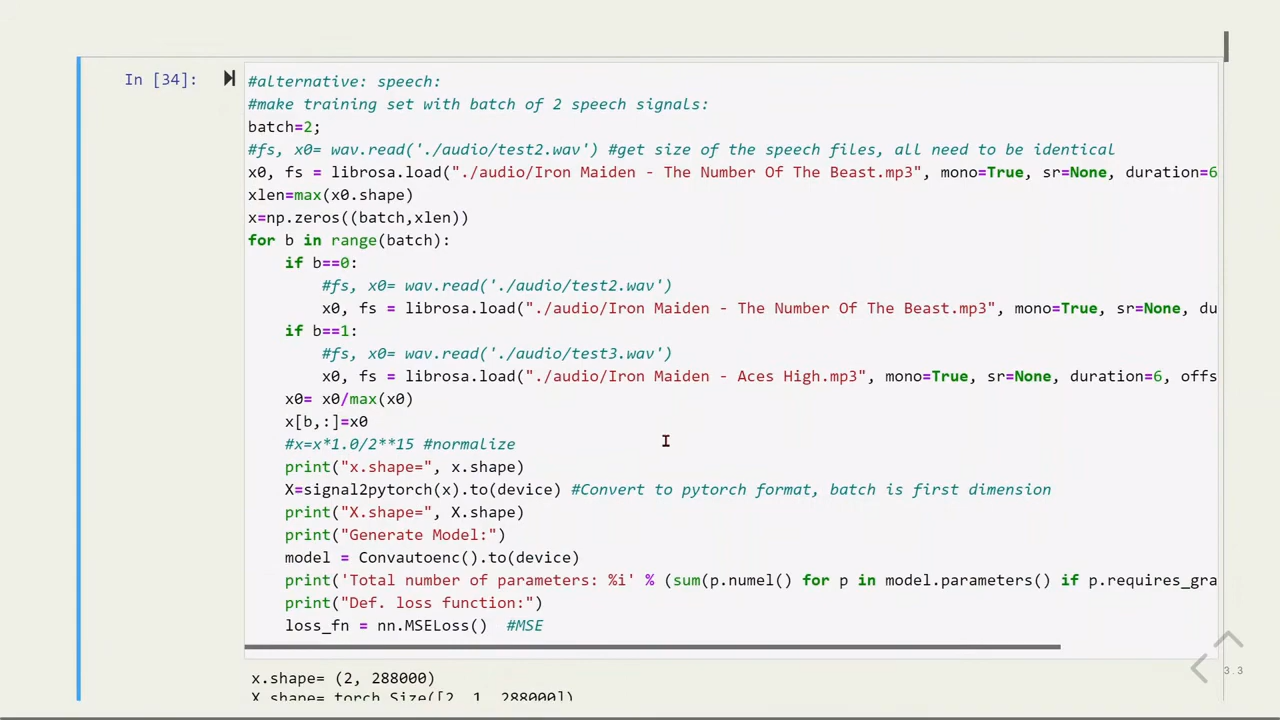 In [34]:
#alternative: speech:
#make training set with batch of 2 speech signals:
batch=2;
#fs, x0= wav.read('./audio/test2.wav') #get size of the speech files, all need to be identical
x0, fs = librosa.load("./audio/Iron Maiden - The Number Of The Beast.mp3", mono=True, sr=None, duration=6
xlen=max(x0.shape)
x=np.zeros((batch,xlen))
for b in range(batch):
    if b==0:
        #fs, x0= wav.read('./audio/test2.wav')
        x0, fs = librosa.load("./audio/Iron Maiden - The Number Of The Beast.mp3", mono=True, sr=None, du
    if b==1:
        #fs, x0= wav.read('./audio/test3.wav')
        x0, fs = librosa.load("./audio/Iron Maiden - Aces High.mp3", mono=True, sr=None, duration=6, offs
    x0= x0/max(x0)
    x[b,:]=x0
    #x=x*1.0/2**15 #normalize
    print("x.shape=", x.shape)
    X=signal2pytorch(x).to(device) #Convert to pytorch format, batch is first dimension
    print("X.shape=", X.shape)
    print("Generate Model:")
    model = Convautoenc().to(device)
    print('Total number of parameters: %i' % (sum(p.numel() for p in model.parameters() if p.requires_gra
    print("Def. loss function:")
    loss_fn = nn.MSELoss()  #MSE
x.shape= (2, 288000)
X.shape= torch.Size([2, 1, 288000])
3.3